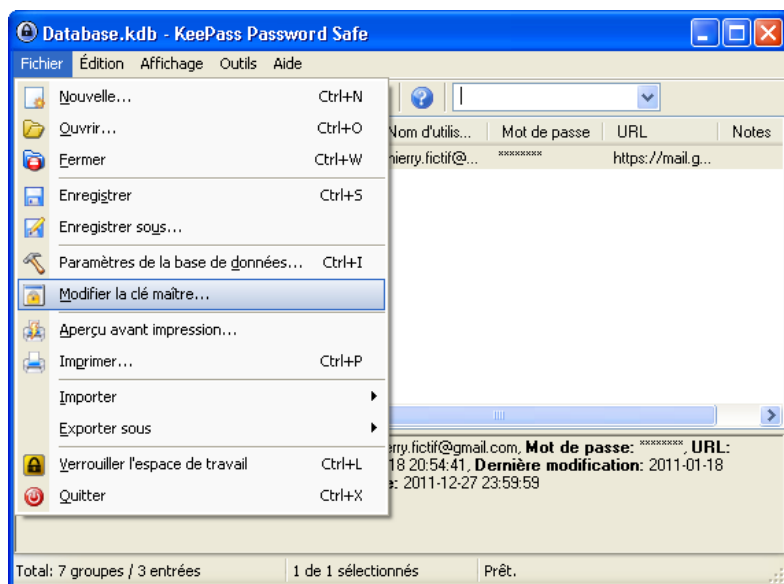 Database.kdb - KeePass Password Safe
Fichier Édition Affichage Outils Aide
Nouvelle... Ctrl+N
Ouvrir... Ctrl+O
Fermer Ctrl+W
Enregistrer Ctrl+S
Enregistrer sous...
Paramètres de la base de données... Ctrl+I
Modifier la clé maître...
Aperçu avant impression...
Imprimer... Ctrl+P
Importer
Exporter sous
Verrouiller l'espace de travail Ctrl+L
Quitter Ctrl+X
Nom d'utilis... Mot de passe URL Notes
hierry.fictif@... ******** https://mail.g...
erry.fictif@gmail.com, Mot de passe: ********, URL:
18 20:54:41, Dernière modification: 2011-01-18
: 2011-12-27 23:59:59
Total: 7 groupes / 3 entrées 1 de 1 sélectionnés Prêt.